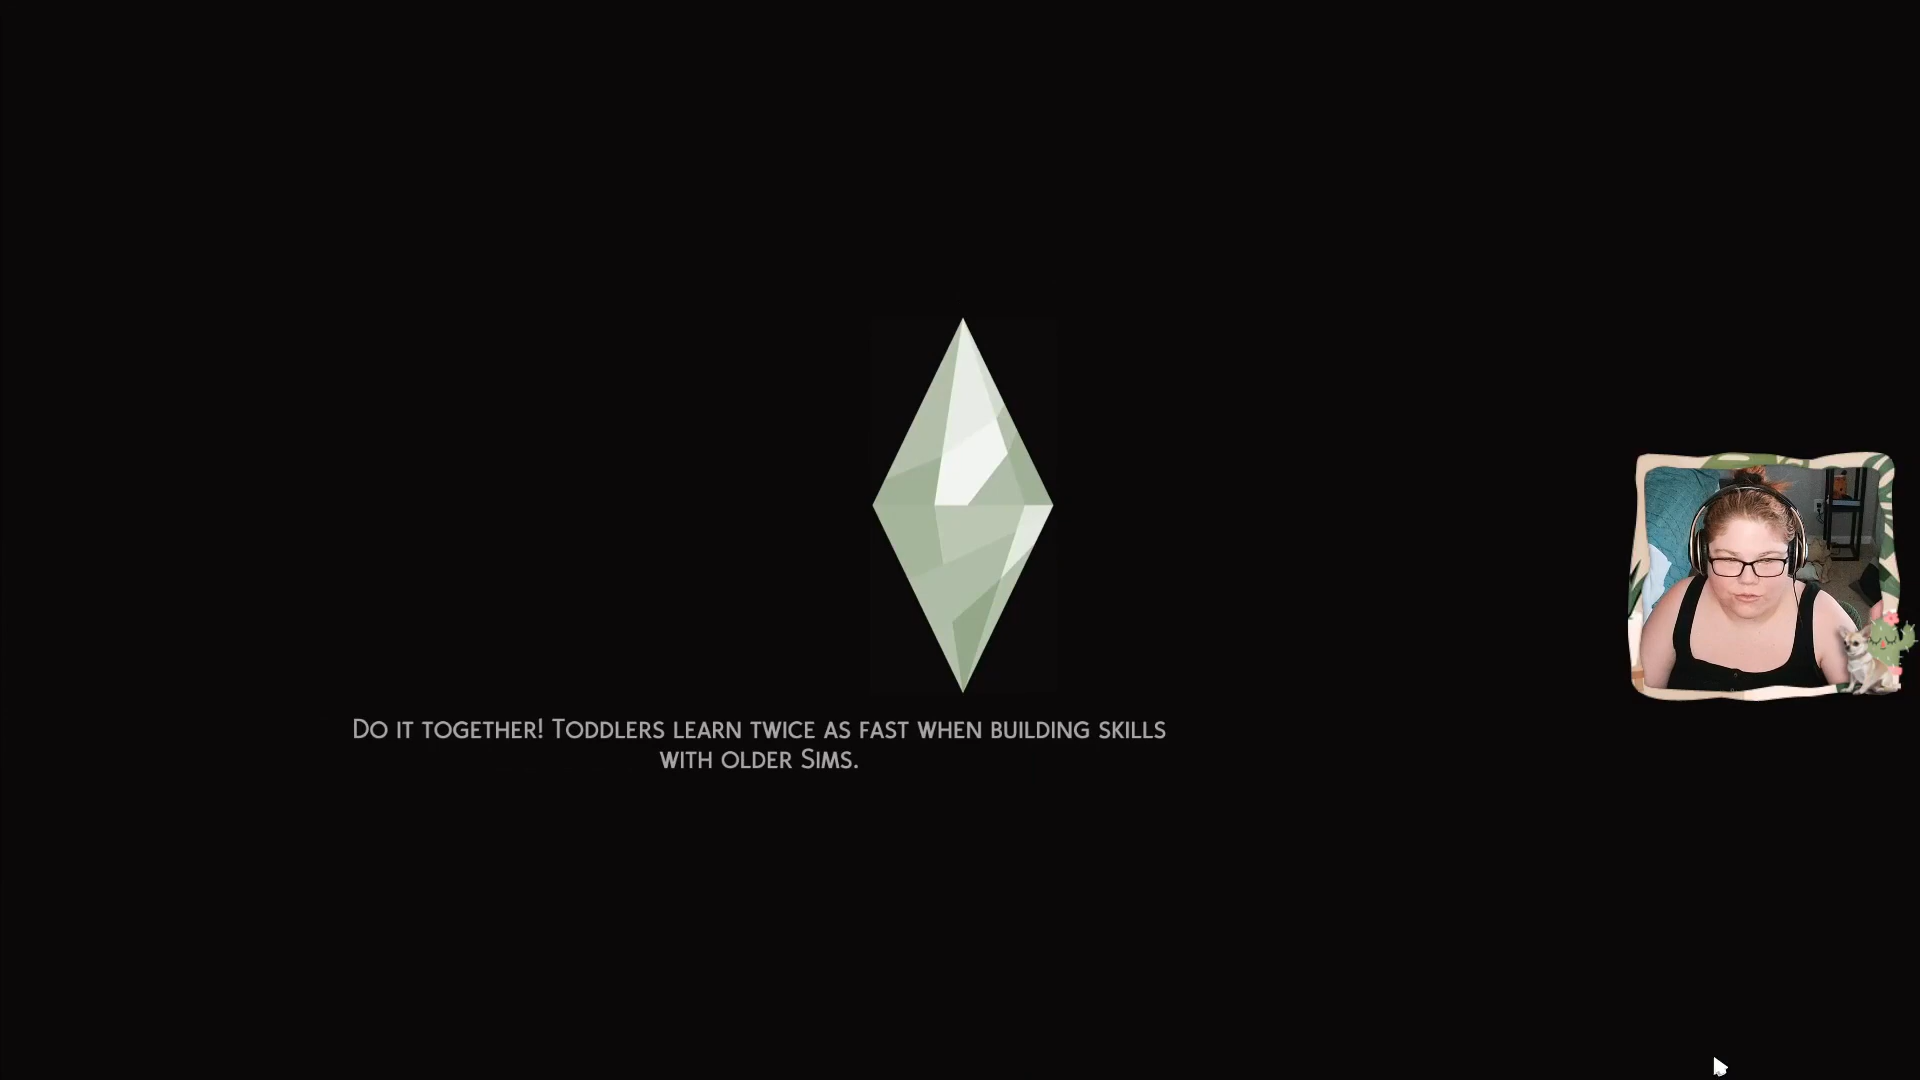 Do it together! Toddlers learn twice as fast when building skills
with older Sims.